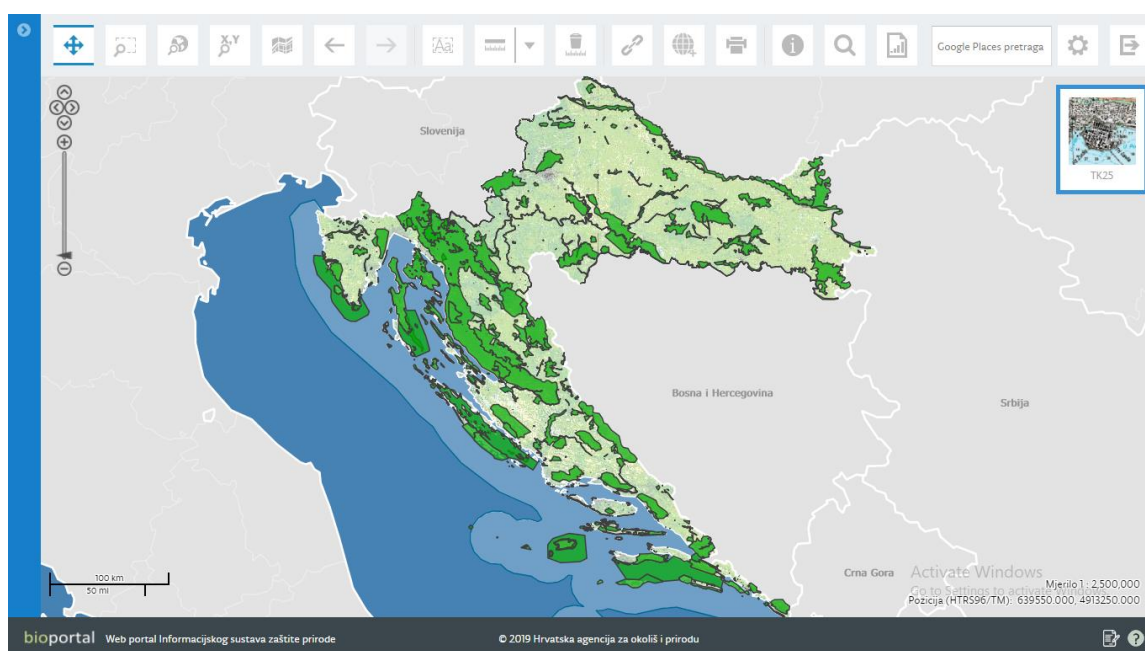 X,Y
Aa
Google Places pretraga
TK25
Slovenija
Bosna i Hercegovina
Srbija
Crna Gora
100 km
50 mi
Activate Windows
Go to Settings to activate Windows.
Mjerilo 1 : 2,500,000
Pozicija (HTRS96/TM): 639550.000, 4913250.000
bioportal Web portal Informacijskog sustava zaštite prirode
© 2019 Hrvatska agencija za okoliš i prirodu